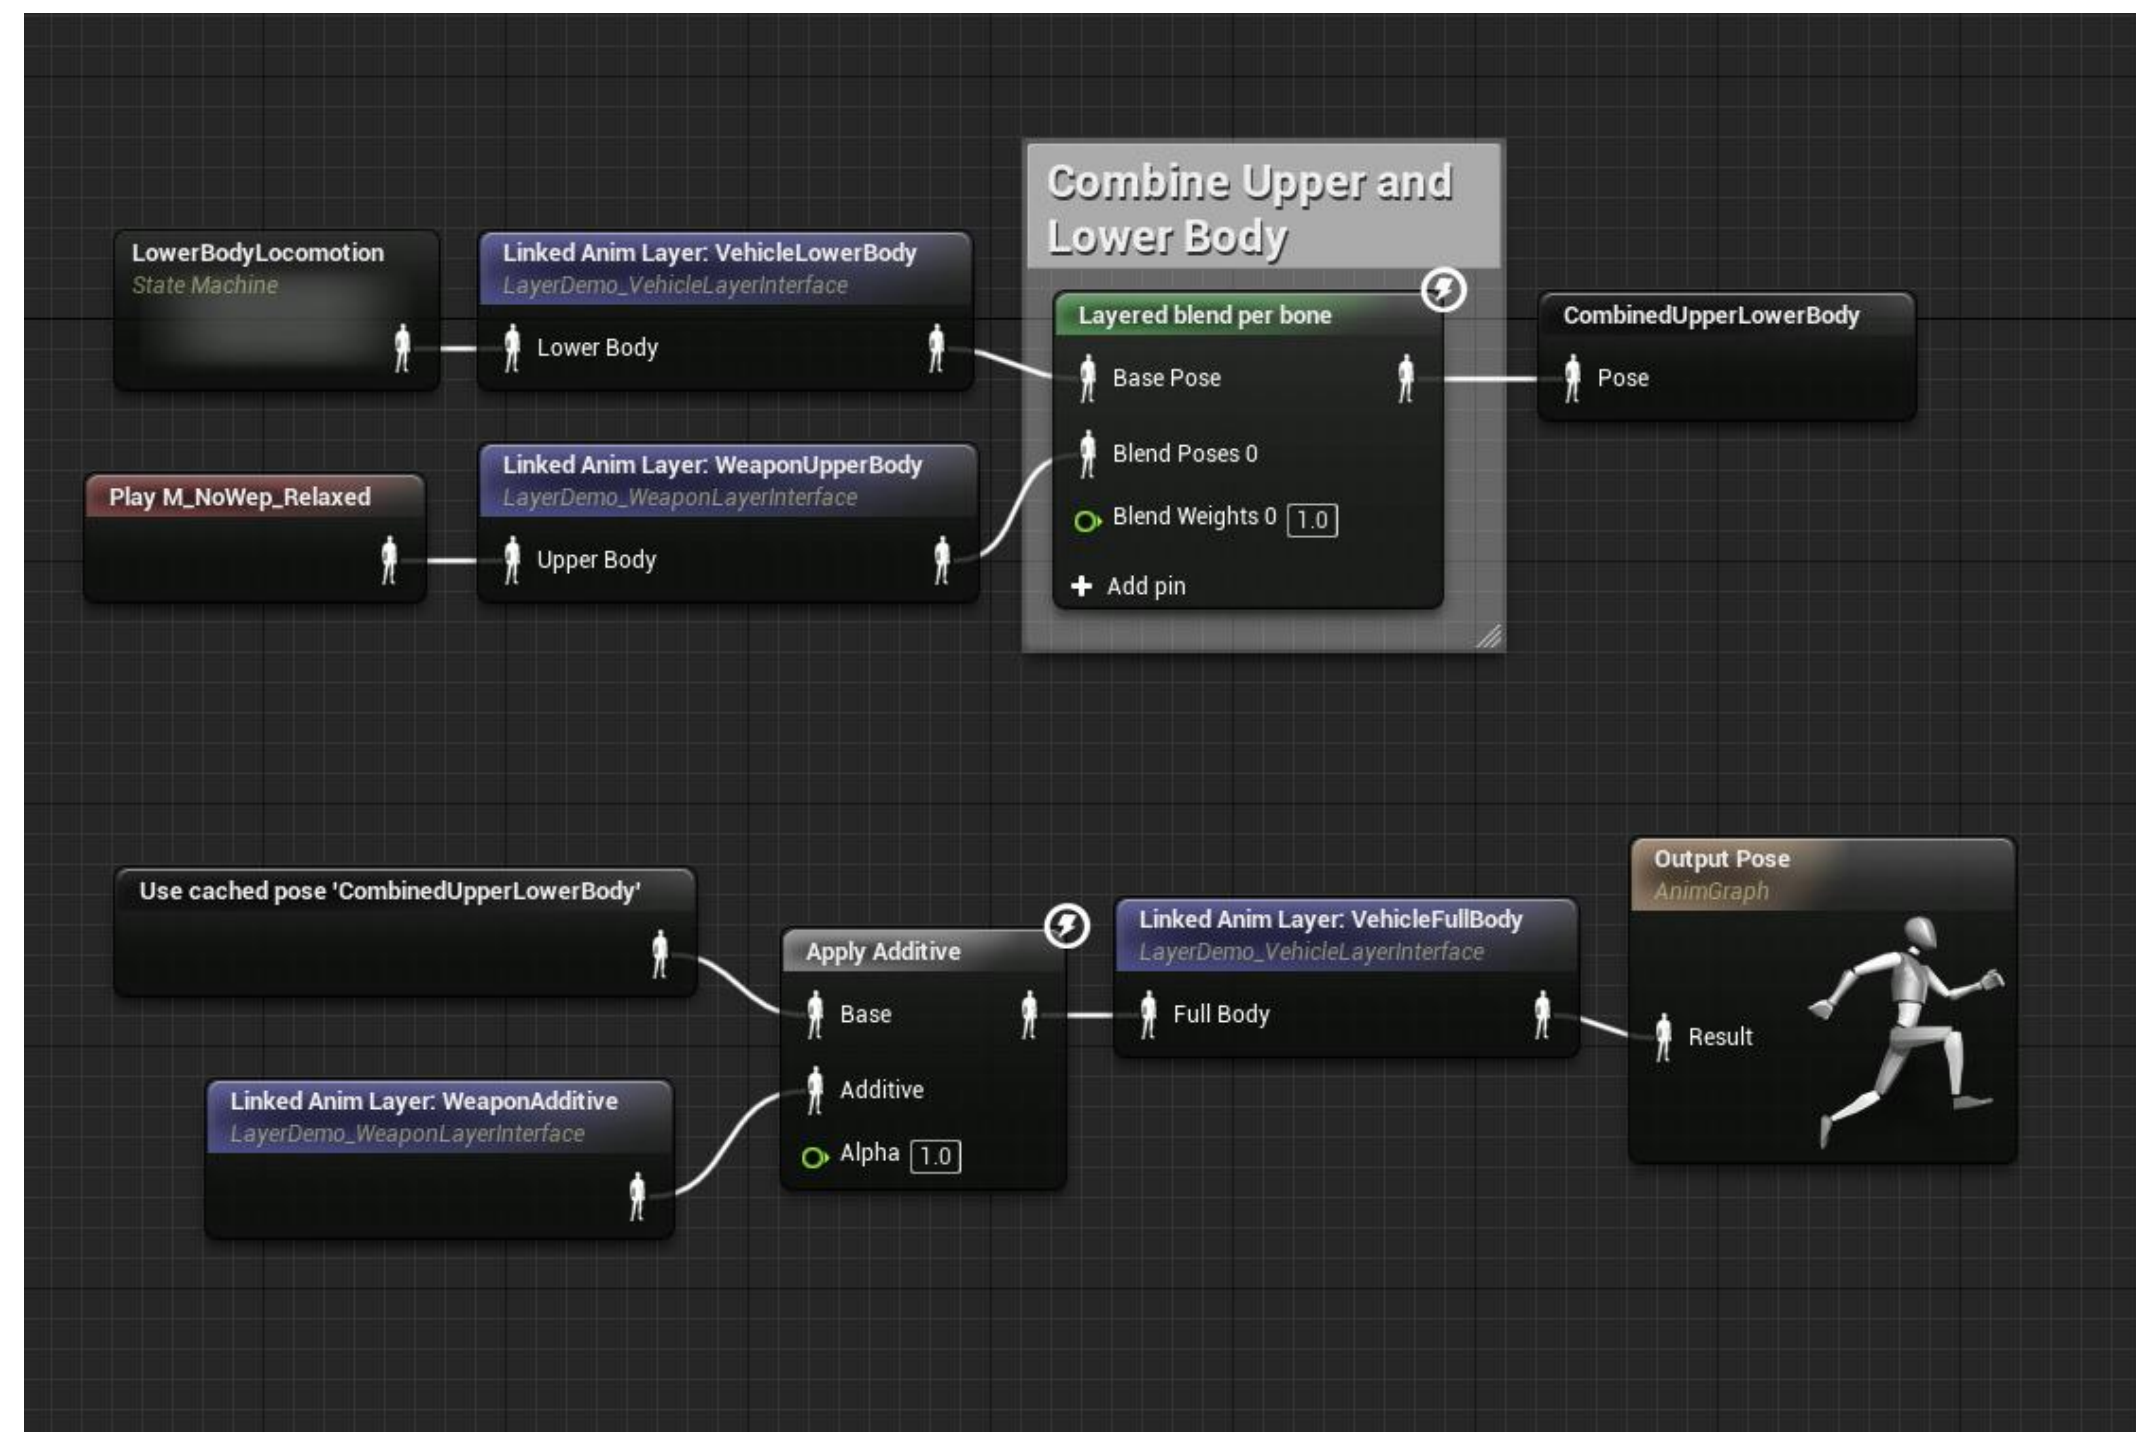 Combine Upper and
Lower Body
LowerBodyLocomotion
State Machine
Linked Anim Layer: VehicleLowerBody
LayerDemo_VehicleLayerInterface
Lower Body
Layered blend per bone
Base Pose
Blend Poses 0
Blend Weights 0 1.0
Add pin
CombinedUpperLowerBody
Pose
Play M_NoWep_Relaxed
Linked Anim Layer: WeaponUpperBody
LayerDemo_WeaponLayerInterface
Upper Body
Use cached pose 'CombinedUpperLowerBody'
Linked Anim Layer: WeaponAdditive
LayerDemo_WeaponLayerInterface
Apply Additive
Base
Additive
Alpha 1.0
Linked Anim Layer: VehicleFullBody
LayerDemo_VehicleLayerInterface
Full Body
Output Pose
AnimGraph
Result